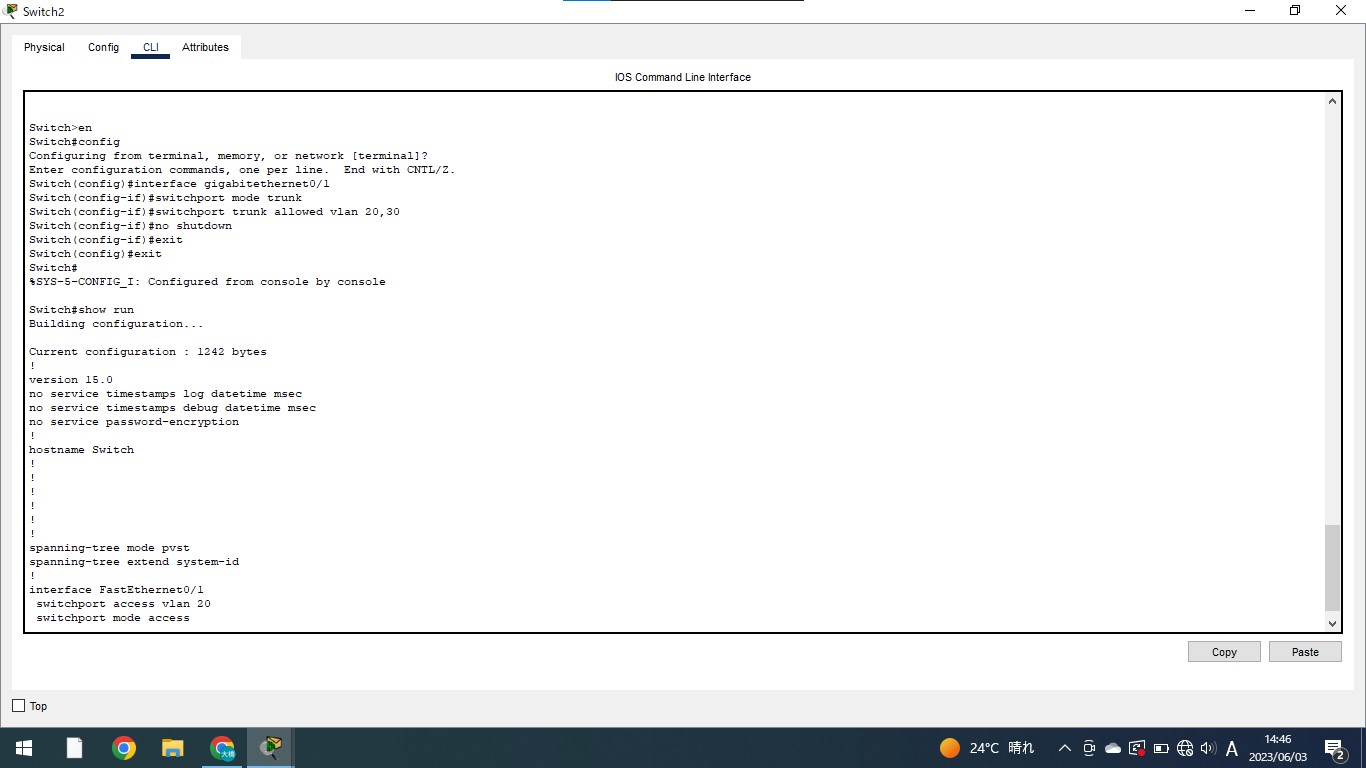 Switch2
Physical Config CLI Attributes
IOS Command Line Interface
Switch>en
Switch#config
Configuring from terminal, memory, or network [terminal]?
Enter configuration commands, one per line.  End with CNTL/Z.
Switch(config)#interface gigabitethernet0/1
Switch(config-if)#switchport mode trunk
Switch(config-if)#switchport trunk allowed vlan 20,30
Switch(config-if)#no shutdown
Switch(config-if)#exit
Switch(config)#exit
Switch#
%SYS-5-CONFIG_I: Configured from console by console
Switch#show run
Building configuration...
Current configuration : 1242 bytes
!
version 15.0
no service timestamps log datetime msec
no service timestamps debug datetime msec
no service password-encryption
!
hostname Switch
!
!
!
!
!
!
spanning-tree mode pvst
spanning-tree extend system-id
!
interface FastEthernet0/1
 switchport access vlan 20
 switchport mode access
Copy Paste
Top
大橋
24°C 晴れ
A
14:46
2023/06/03
2